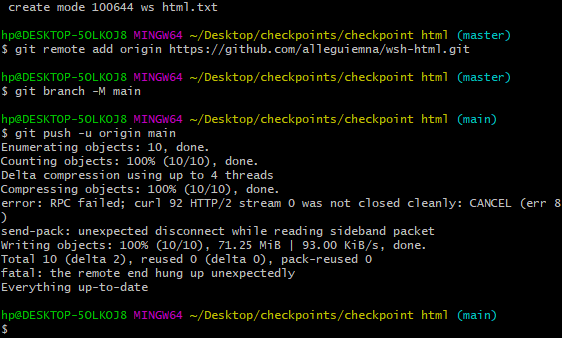 create mode 100644 ws html.txt
hp@DESKTOP-5OLKOJ8 MINGW64 ~/Desktop/checkpoints/checkpoint html (master)
$ git remote add origin https://github.com/alleguiemna/wsh-html.git
hp@DESKTOP-5OLKOJ8 MINGW64 ~/Desktop/checkpoints/checkpoint html (master)
$ git branch -M main
hp@DESKTOP-5OLKOJ8 MINGW64 ~/Desktop/checkpoints/checkpoint html (main)
$ git push -u origin main
Enumerating objects: 10, done.
Counting objects: 100% (10/10), done.
Delta compression using up to 4 threads
Compressing objects: 100% (10/10), done.
error: RPC failed; curl 92 HTTP/2 stream 0 was not closed cleanly: CANCEL (err 8
)
send-pack: unexpected disconnect while reading sideband packet
Writing objects: 100% (10/10), 71.25 MiB | 93.00 KiB/s, done.
Total 10 (delta 2), reused 0 (delta 0), pack-reused 0
fatal: the remote end hung up unexpectedly
Everything up-to-date
hp@DESKTOP-5OLKOJ8 MINGW64 ~/Desktop/checkpoints/checkpoint html (main)
$